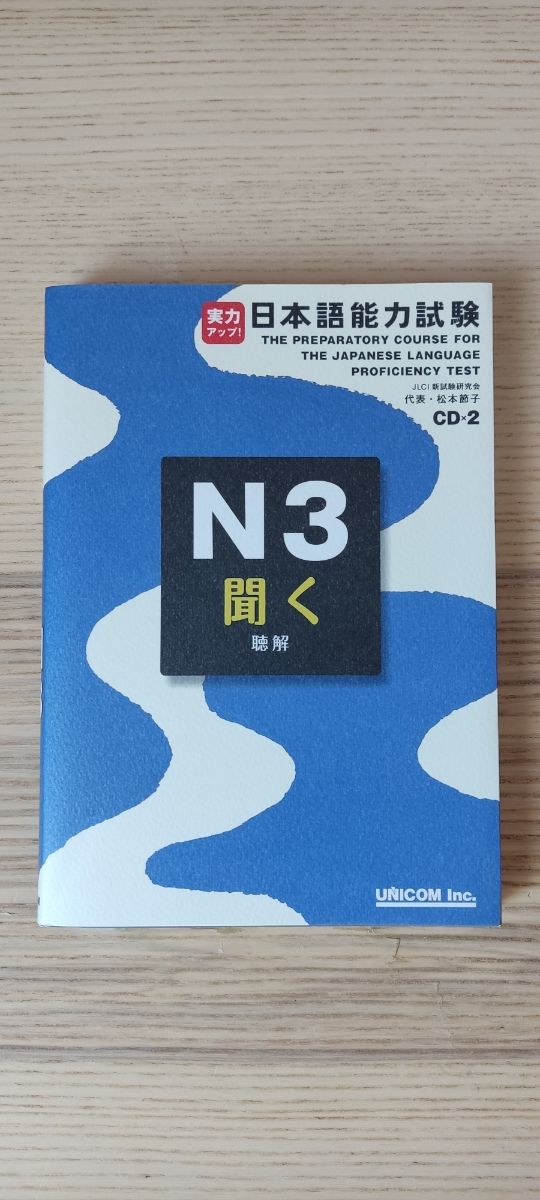 実力
アップ!
日本語能力試験
THE PREPARATORY COURSE FOR
THE JAPANESE LANGUAGE
PROFICIENCY TEST
JLCI 新試験研究会
代表・松本節子
CD×2
N3
聞く
聴解
UNICOM Inc.